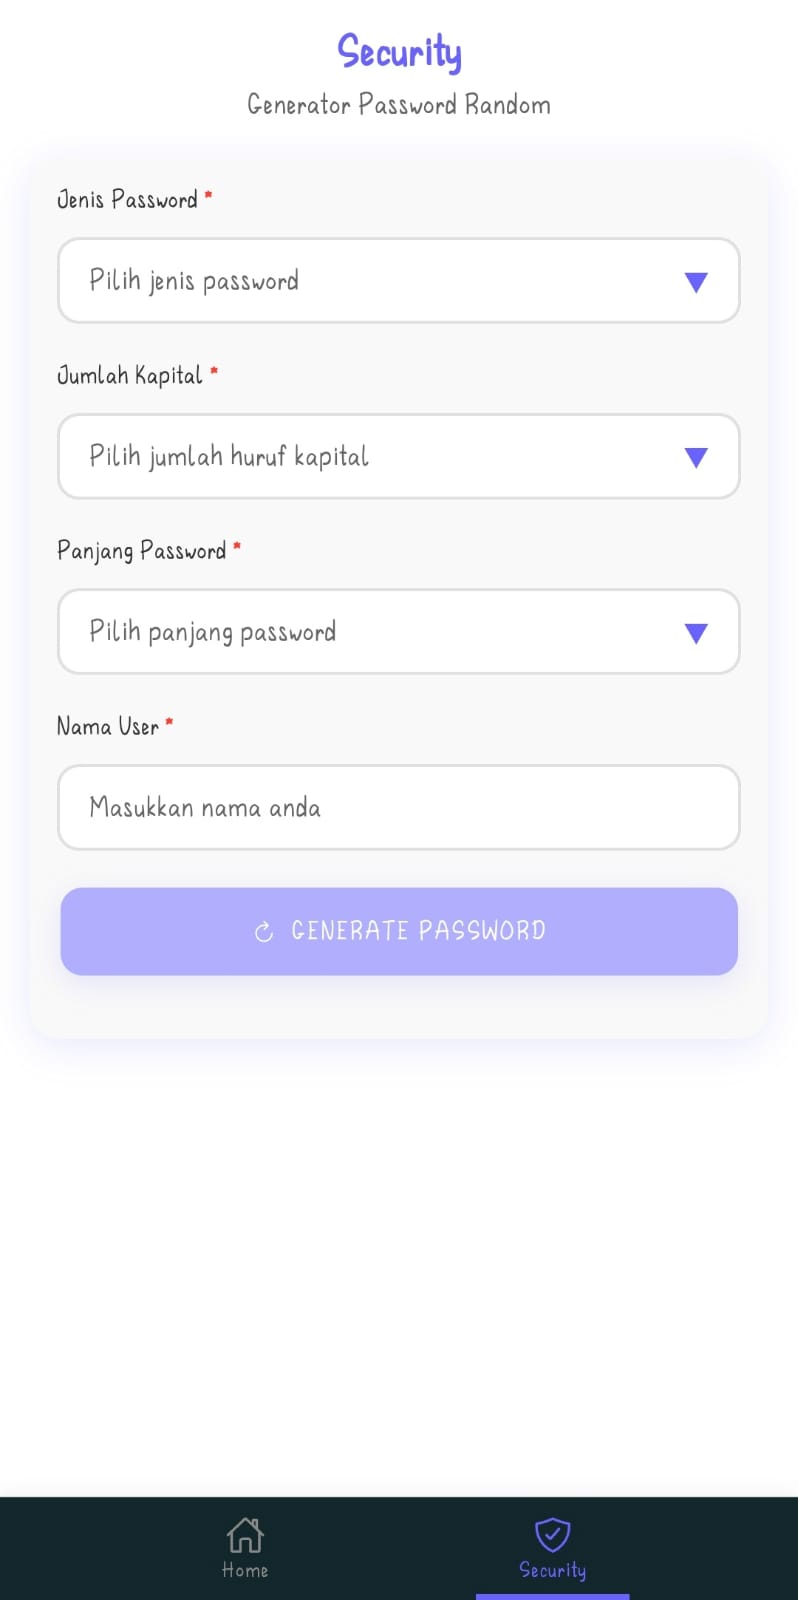 Security
Generator Password Random
Jenis Password *
Pilih jenis password
Jumlah Kapital *
Pilih jumlah huruf kapital
Panjang Password *
Pilih panjang password
Nama User *
Masukkan nama anda
GENERATE PASSWORD
Home
Security